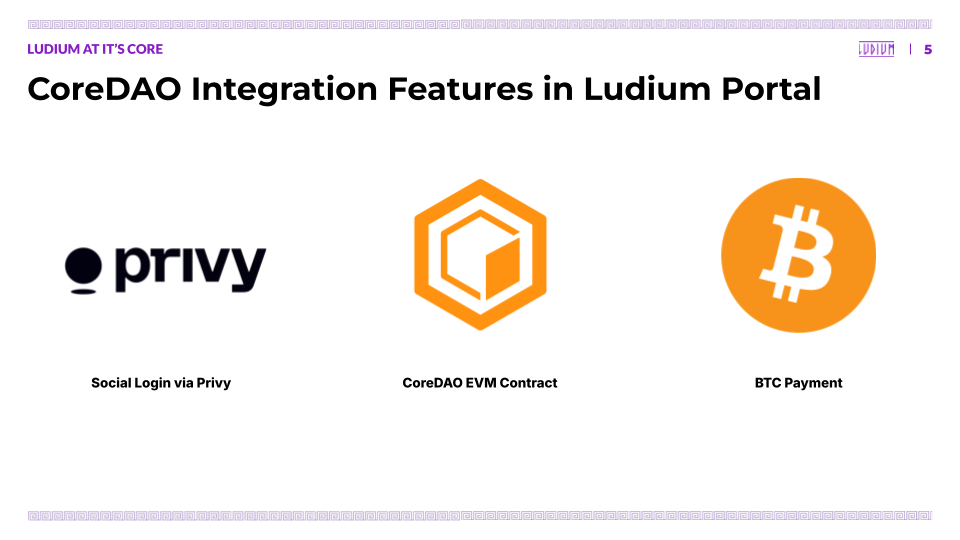 LUDIUM AT IT'S CORE
LUDIUM | 5
CoreDAO Integration Features in Ludium Portal
privy
Social Login via Privy
CoreDAO EVM Contract
BTC Payment